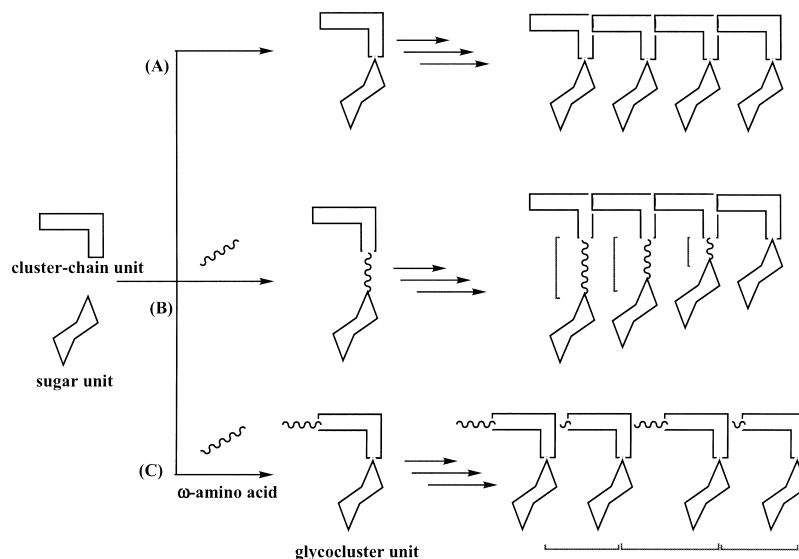 (A)
cluster-chain unit
(B)
sugar unit
(C)
ω-amino acid
glycocluster unit